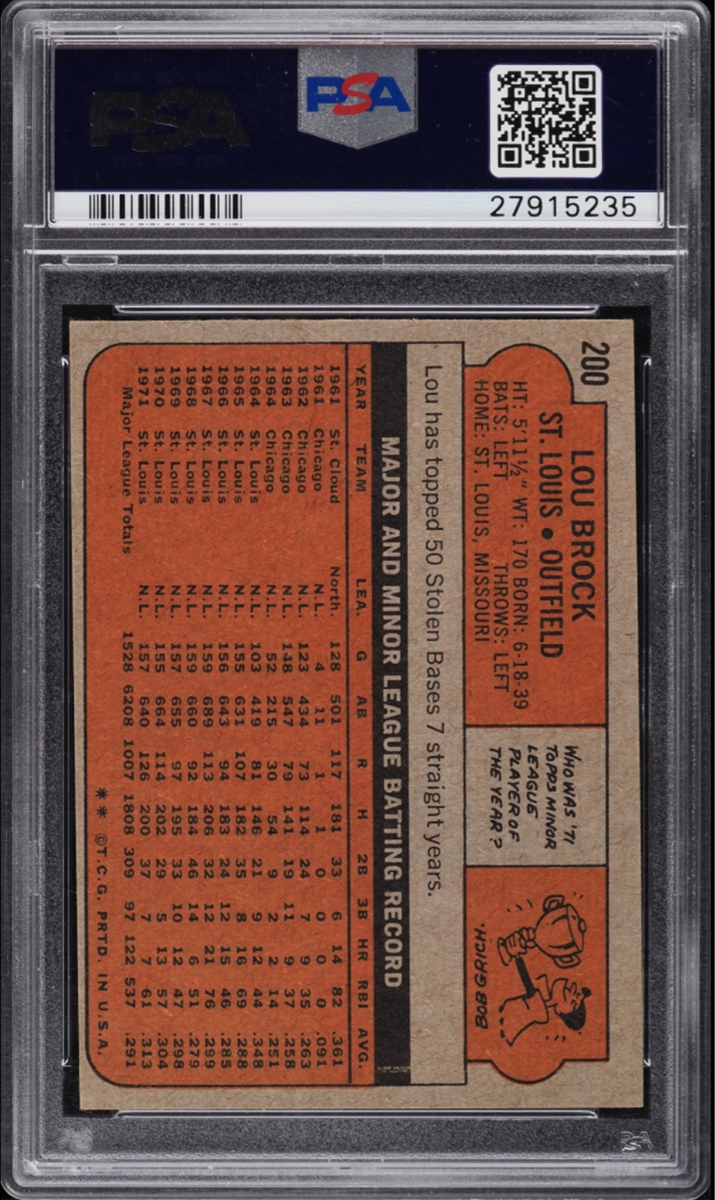 PSA
PSA
27915235
200
LOU BROCK
ST. LOUIS • OUTFIELD
HT: 5'11½" WT: 170 BORN: 6-18-39
BATS: LEFT THROWS: LEFT
HOME: ST. LOUIS, MISSOURI
WHO WAS '71
TOPPS MINOR
LEAGUE
PLAYER OF
THE YEAR?
BOB GRICH.
Lou has topped 50 Stolen Bases 7 straight years.
MAJOR AND MINOR LEAGUE BATTING RECORD
YEAR TEAM LEA. G AB R H 2B 3B HR RBI AVG.
1961 St. Cloud North. 128 501 117 181 33 6 14 82 .361
1961 Chicago N.L. 4 11 1 1 0 0 0 0 .091
1962 Chicago N.L. 123 434 73 114 24 7 9 35 .263
1963 Chicago N.L. 148 547 79 141 19 11 9 37 .258
1964 Chicago N.L. 52 215 30 54 9 2 2 14 .251
1964 St. Louis N.L. 103 419 81 146 21 9 12 44 .348
1965 St. Louis N.L. 155 631 107 182 35 8 16 69 .288
1966 St. Louis N.L. 156 643 94 183 24 12 15 46 .285
1967 St. Louis N.L. 159 689 113 206 32 12 21 76 .299
1968 St. Louis N.L. 159 660 92 184 46 14 6 51 .279
1969 St. Louis N.L. 157 655 97 195 33 10 12 47 .298
1970 St. Louis N.L. 155 664 114 202 29 5 13 57 .304
1971 St. Louis N.L. 157 640 126 200 37 7 7 61 .313
Major League Totals 1528 6208 1007 1808 309 97 122 537 .291
** ©T.C.G. PRTD. IN U.S.A.